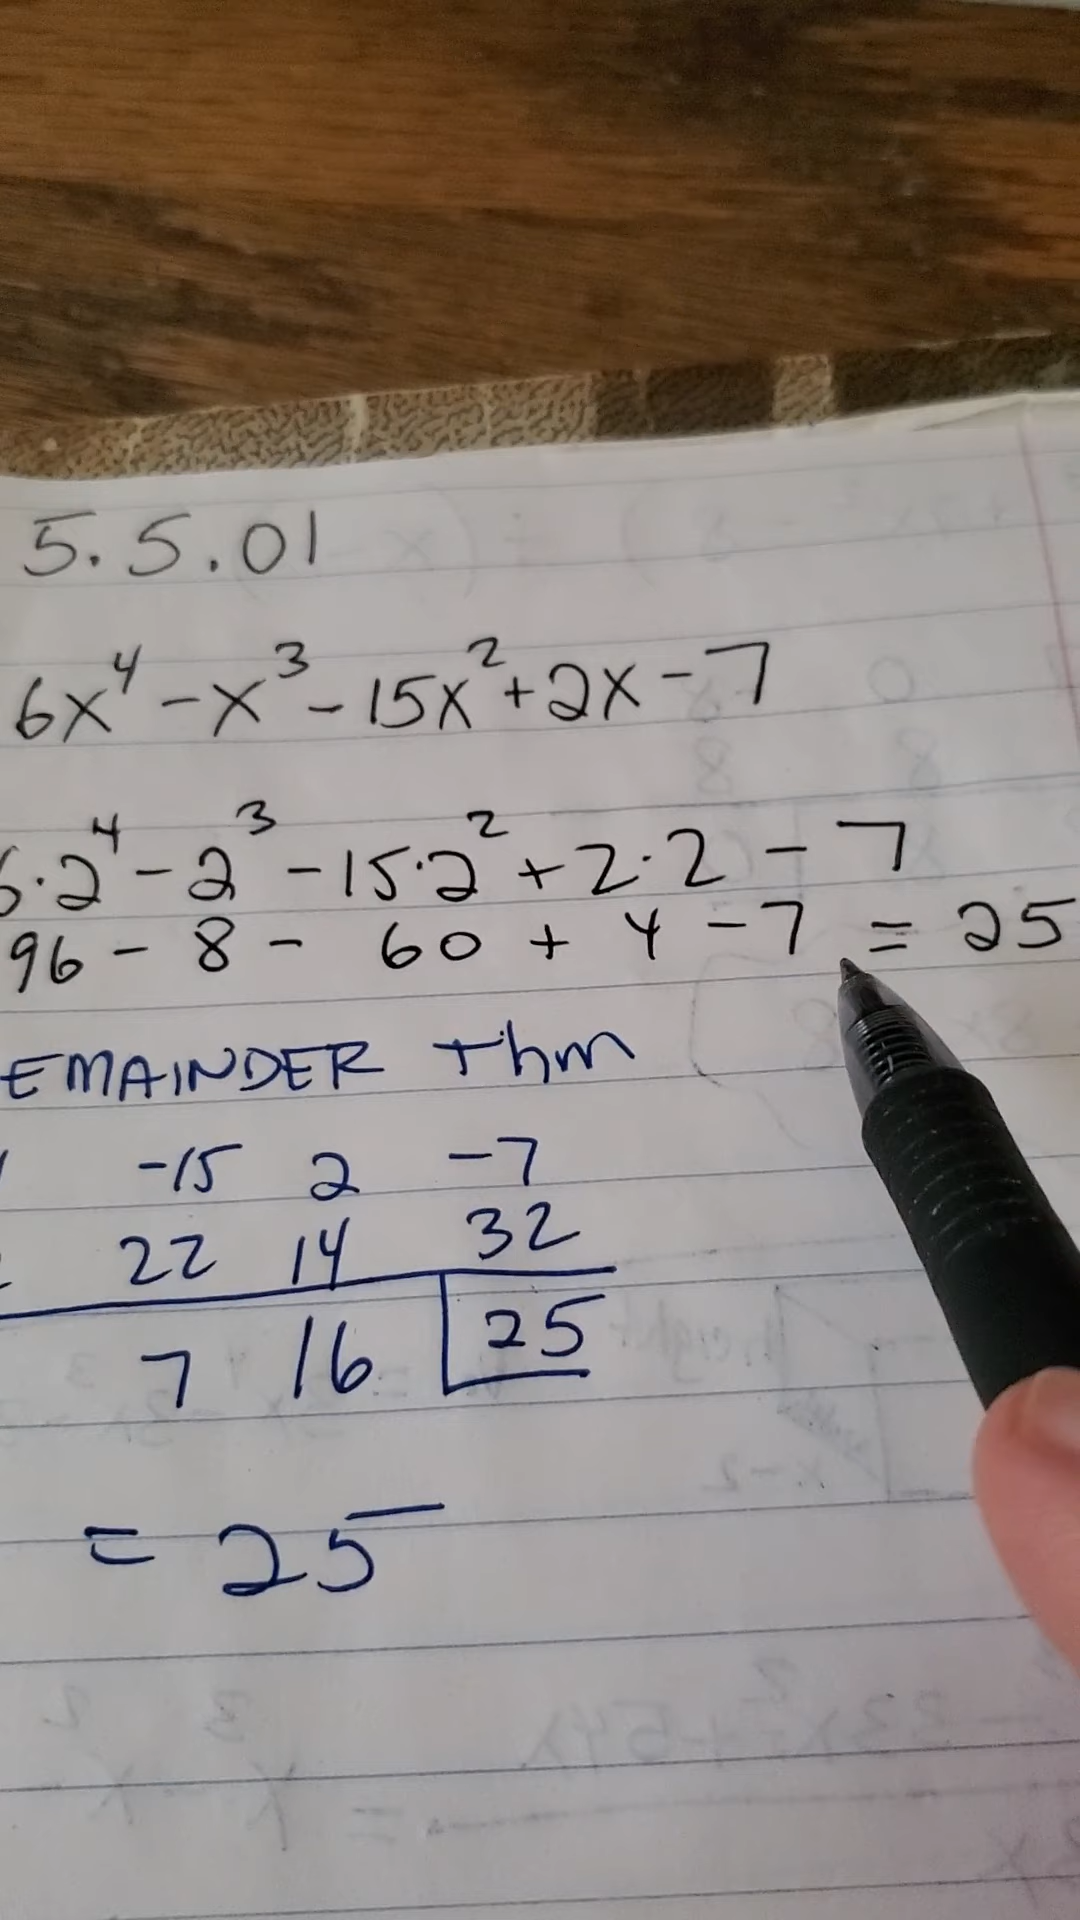 5.5.01
6x⁴ - x³ - 15x² + 2x - 7
6·2⁴ - 2³ - 15·2² + 2·2 - 7
96 - 8 - 60 + 4 - 7 = 25
EMAINDER Thm
-15 2 -7
22 14 32
7 16 25
= 25